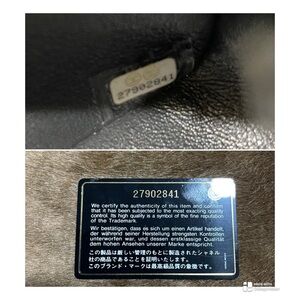 27902841
27902841
We certify the authenticity of this item and confirm
that it has been subjected to the most exacting quality
control. Its high quality is a symbol of the fine reputation
of the Trademark.
Wir bestätigen, dass es sich um einen Artikel handelt,
der während seiner Herstellung strengsten Kontrollen
unterworfen war, und dessen erstklassige Qualität
dem hohen Ansehen unserer Marke entspricht.
この製品は厳しい管理のもとに製造されたシャネル
社の商品である事を証明いたします。
このブランド・マークは最高級品質の象徴です。